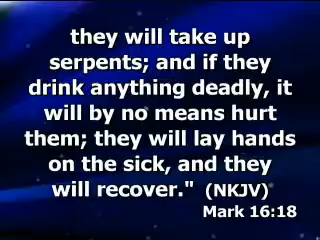 they will take up
serpents; and if they
drink anything deadly, it
will by no means hurt
them; they will lay hands
on the sick, and they
will recover." (NKJV)
Mark 16:18